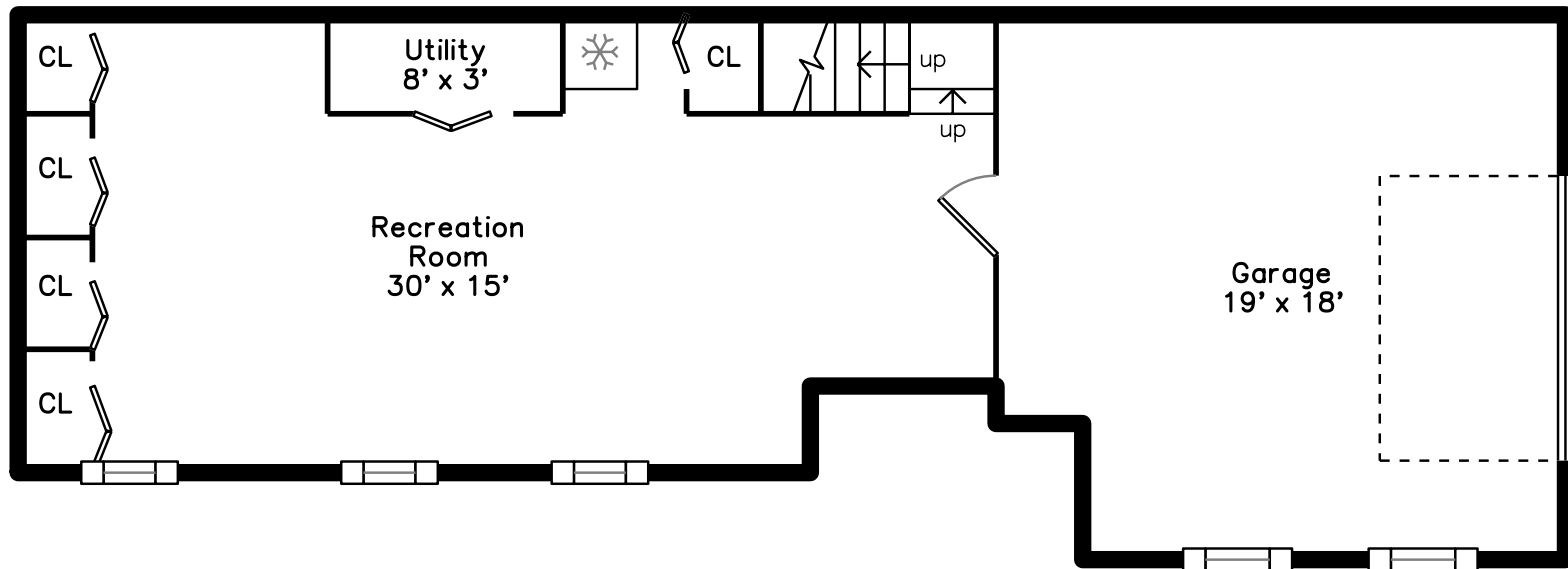 CL
Utility
8' x 3'
CL
up
up
CL
Recreation
Room
30' x 15'
Garage
19' x 18'
CL
CL